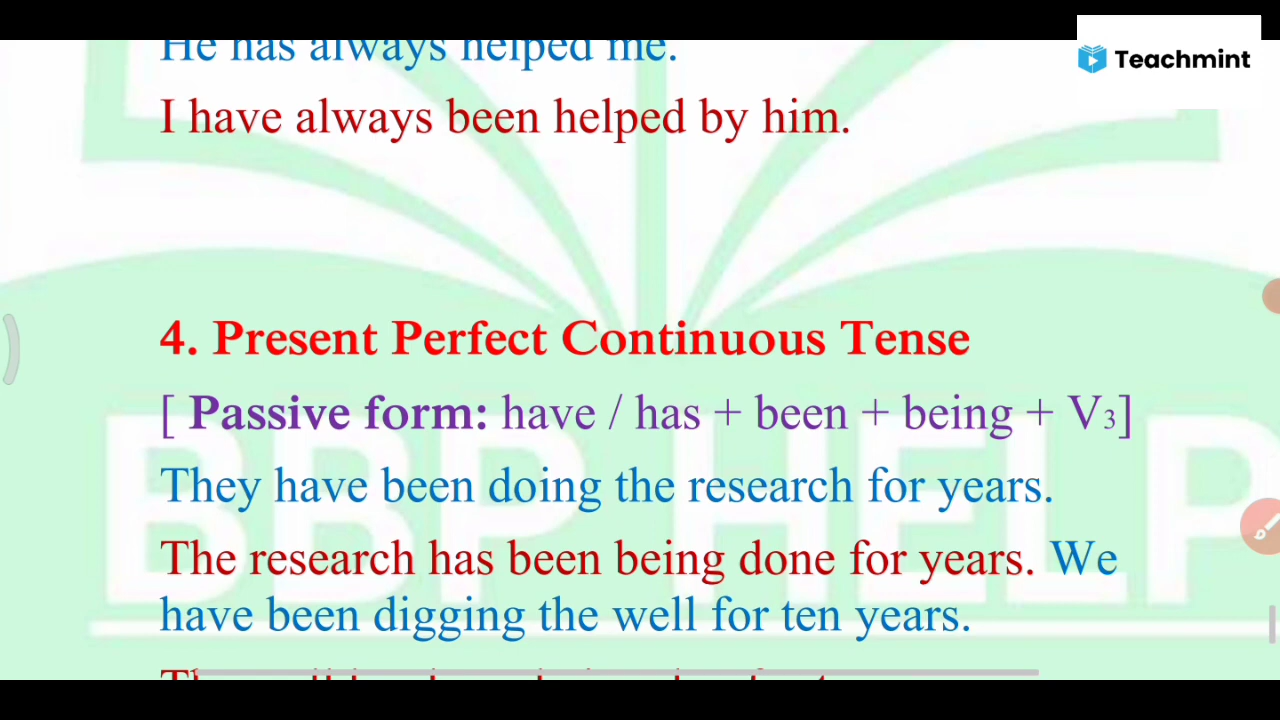 Teachmint
He has always helped me.
I have always been helped by him.
4. Present Perfect Continuous Tense
[ Passive form: have / has + been + being + V₃]
They have been doing the research for years.
The research has been being done for years. We
have been digging the well for ten years.
BBP HELP